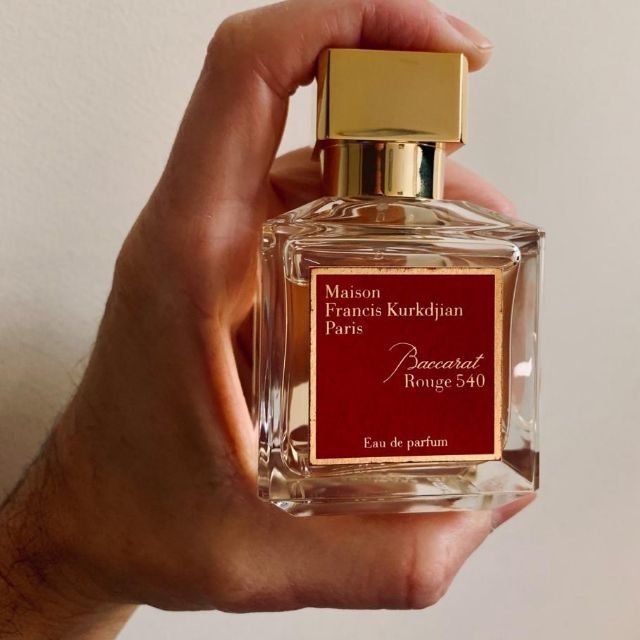 Maison
Francis Kurkdjian
Paris
Baccarat
Rouge 540
Eau de parfum